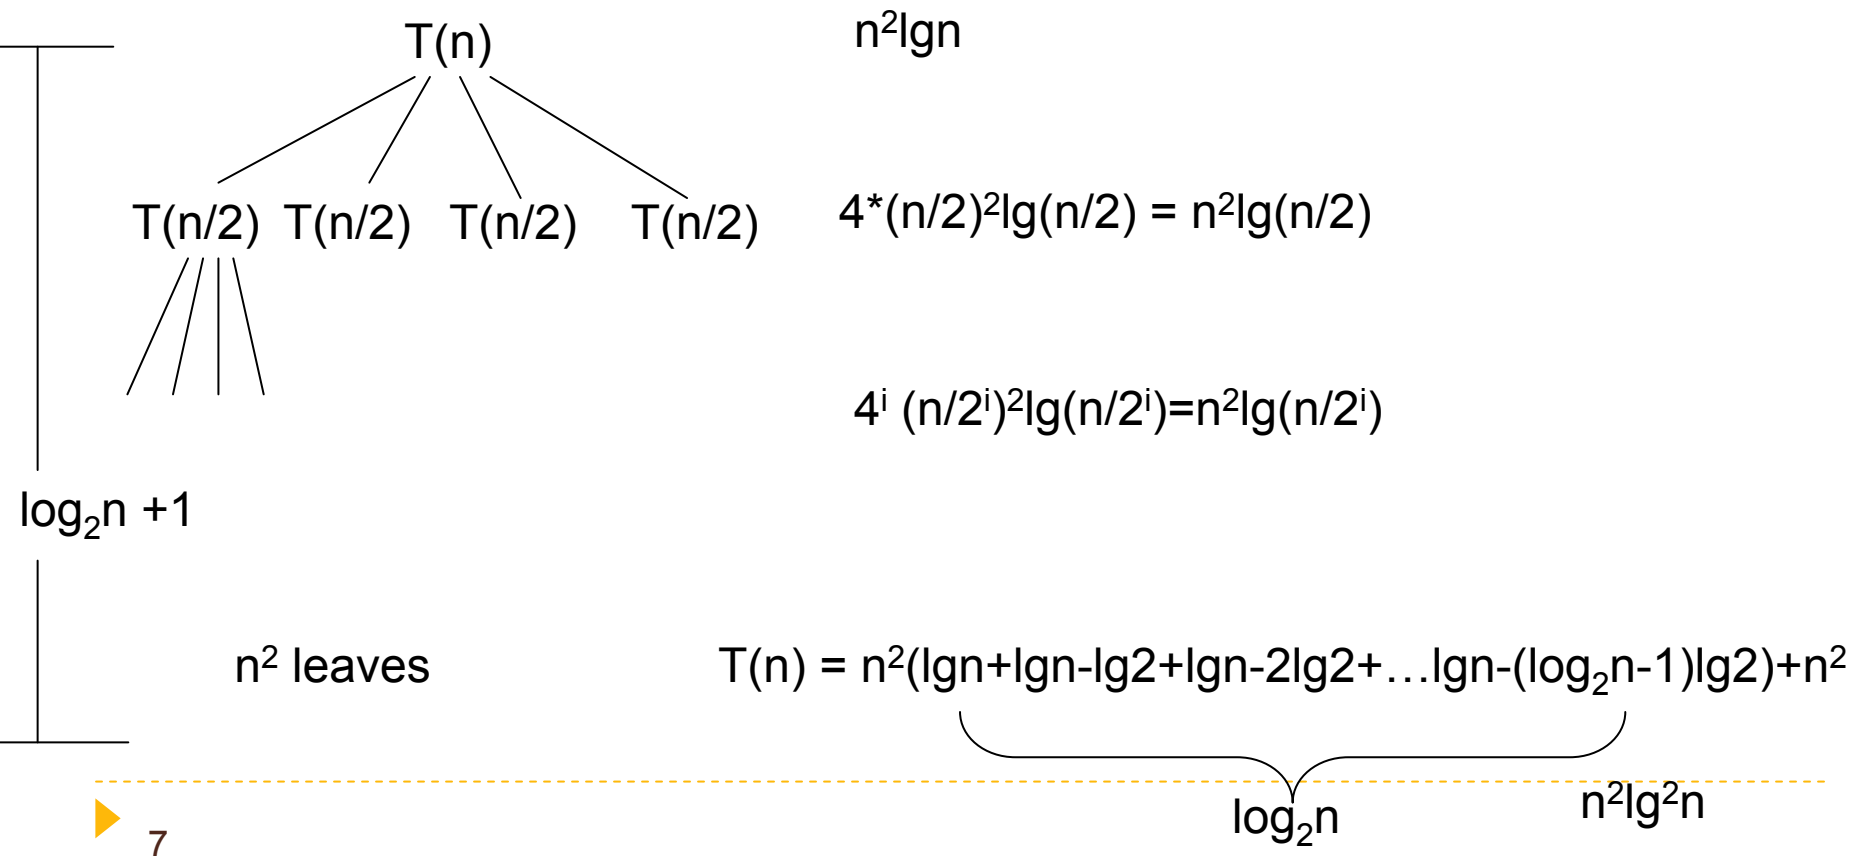 T(n) n²lgn
T(n/2) T(n/2) T(n/2) T(n/2) 4*(n/2)²lg(n/2) = n²lg(n/2)
4ⁱ (n/2ⁱ)²lg(n/2ⁱ)=n²lg(n/2ⁱ)
log₂n +1
n² leaves T(n) = n²(lgn+lgn-lg2+lgn-2lg2+…lgn-(log₂n-1)lg2)+n²
log₂n n²lg²n
7